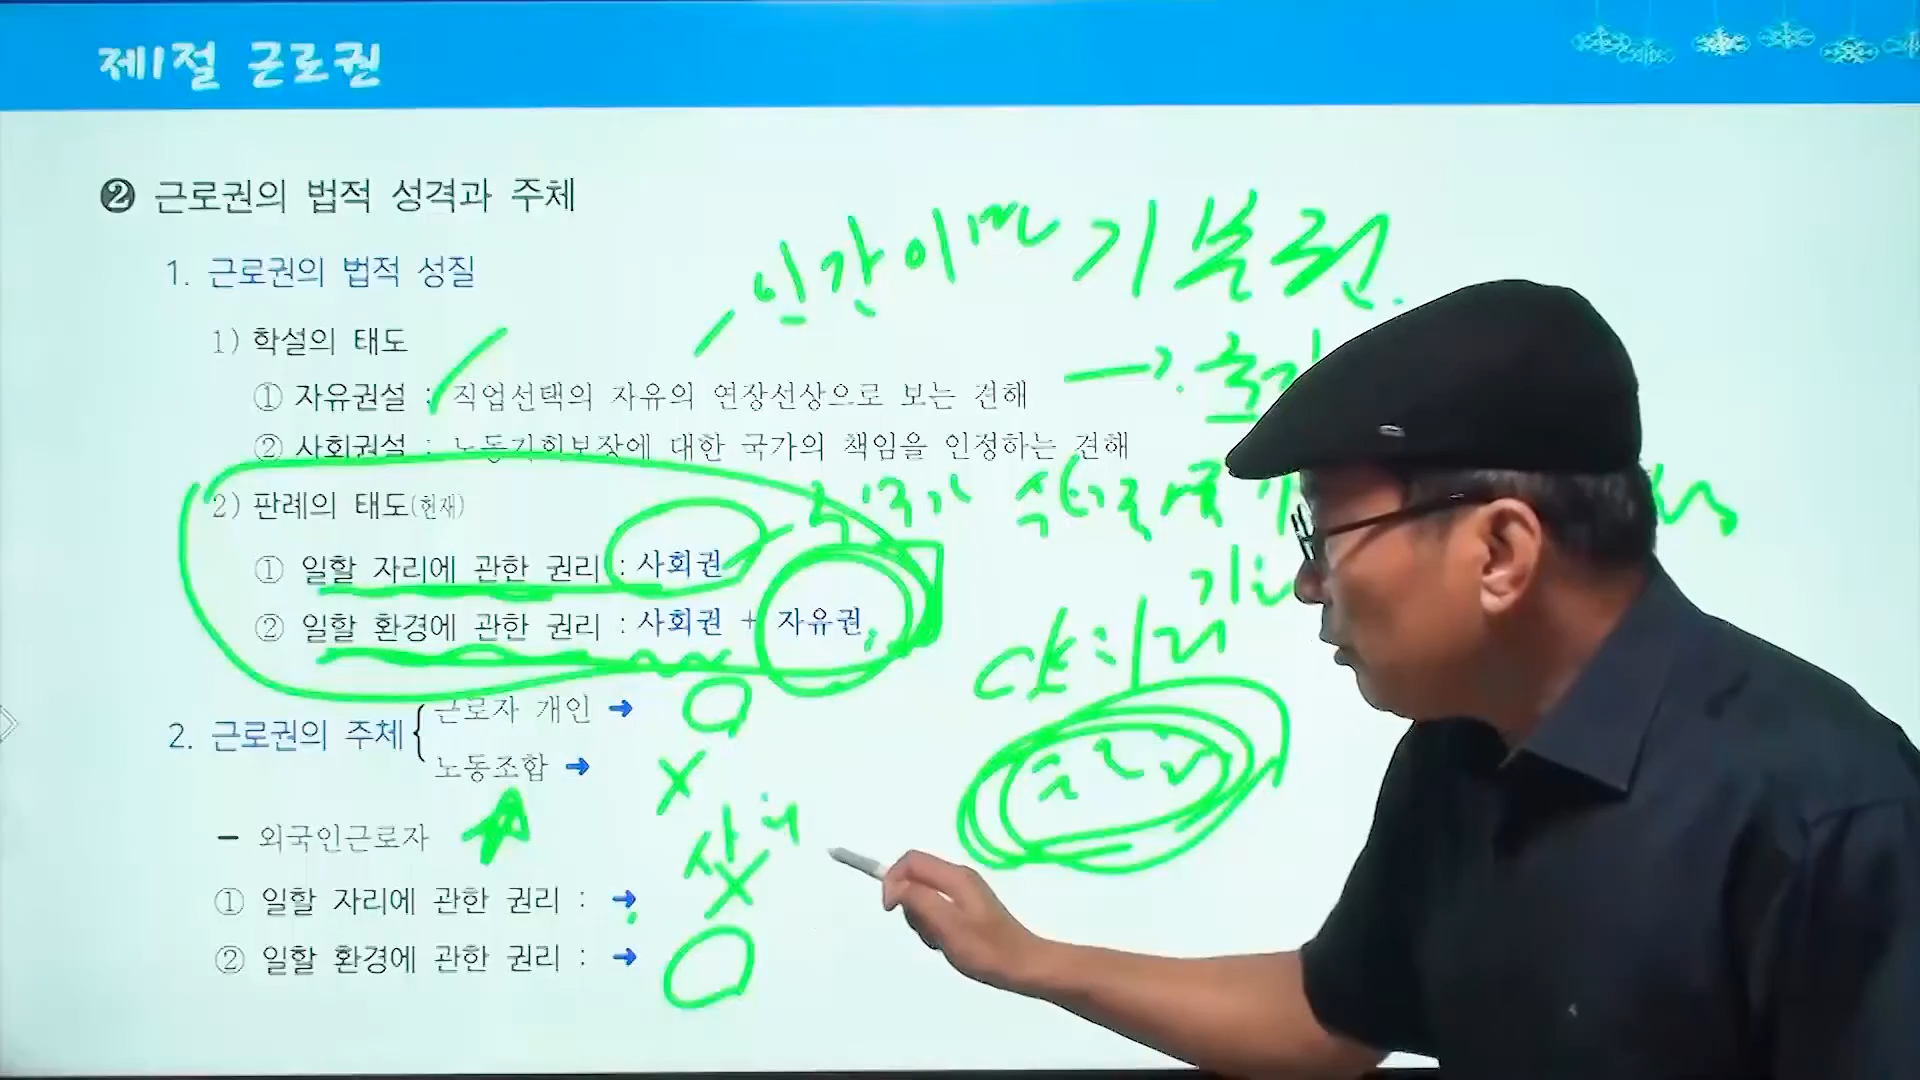 제1절 근로권
❷ 근로권의 법적 성격과 주체
1. 근로권의 법적 성질
1) 학설의 태도
① 자유권설 : 직업선택의 자유의 연장선상으로 보는 견해
② 사회권설 : 노동기회보장에 대한 국가의 책임을 인정하는 견해
2) 판례의 태도(헌재)
① 일할 자리에 관한 권리 : 사회권
② 일할 환경에 관한 권리 : 사회권 + 자유권
2. 근로권의 주체
근로자 개인 ➜ O
노동조합 ➜ X
– 외국인근로자
① 일할 자리에 관한 권리 : ➜ X
② 일할 환경에 관한 권리 : ➜ O
인간이면 기본권